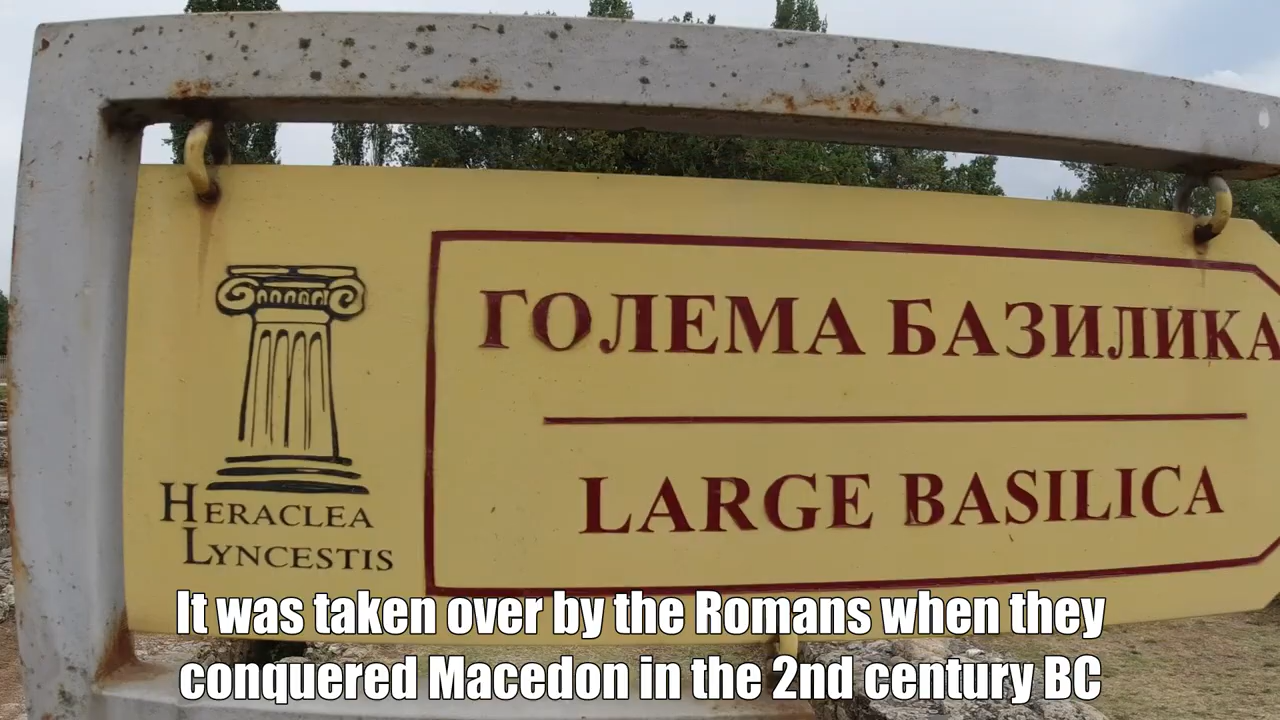 ГОЛЕМА БАЗИЛИКА
LARGE BASILICA
HERACLEA
LYNCESTIS
It was taken over by the Romans when they
conquered Macedon in the 2nd century BC